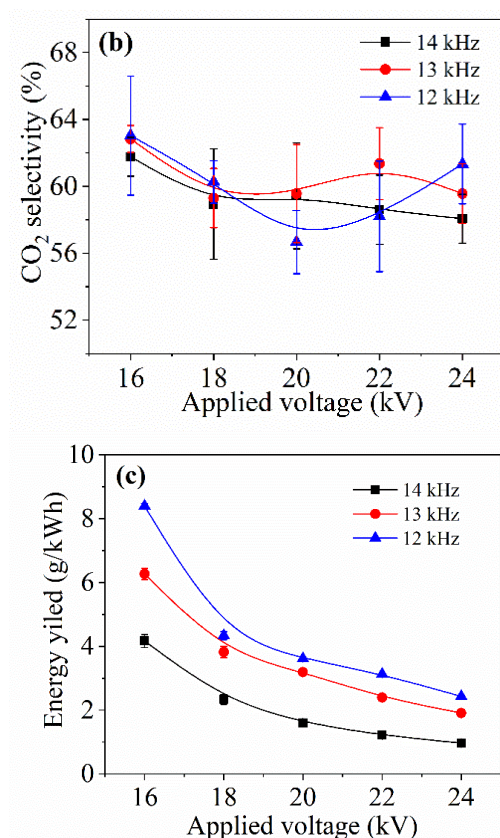 (b)
14 kHz
13 kHz
12 kHz
CO₂ selectivity (%)
68
64
60
56
52
16 18 20 22 24
Applied voltage (kV)
(c)
14 kHz
13 kHz
12 kHz
Energy yiled (g/kWh)
10
8
6
4
2
0
16 18 20 22 24
Applied voltage (kV)